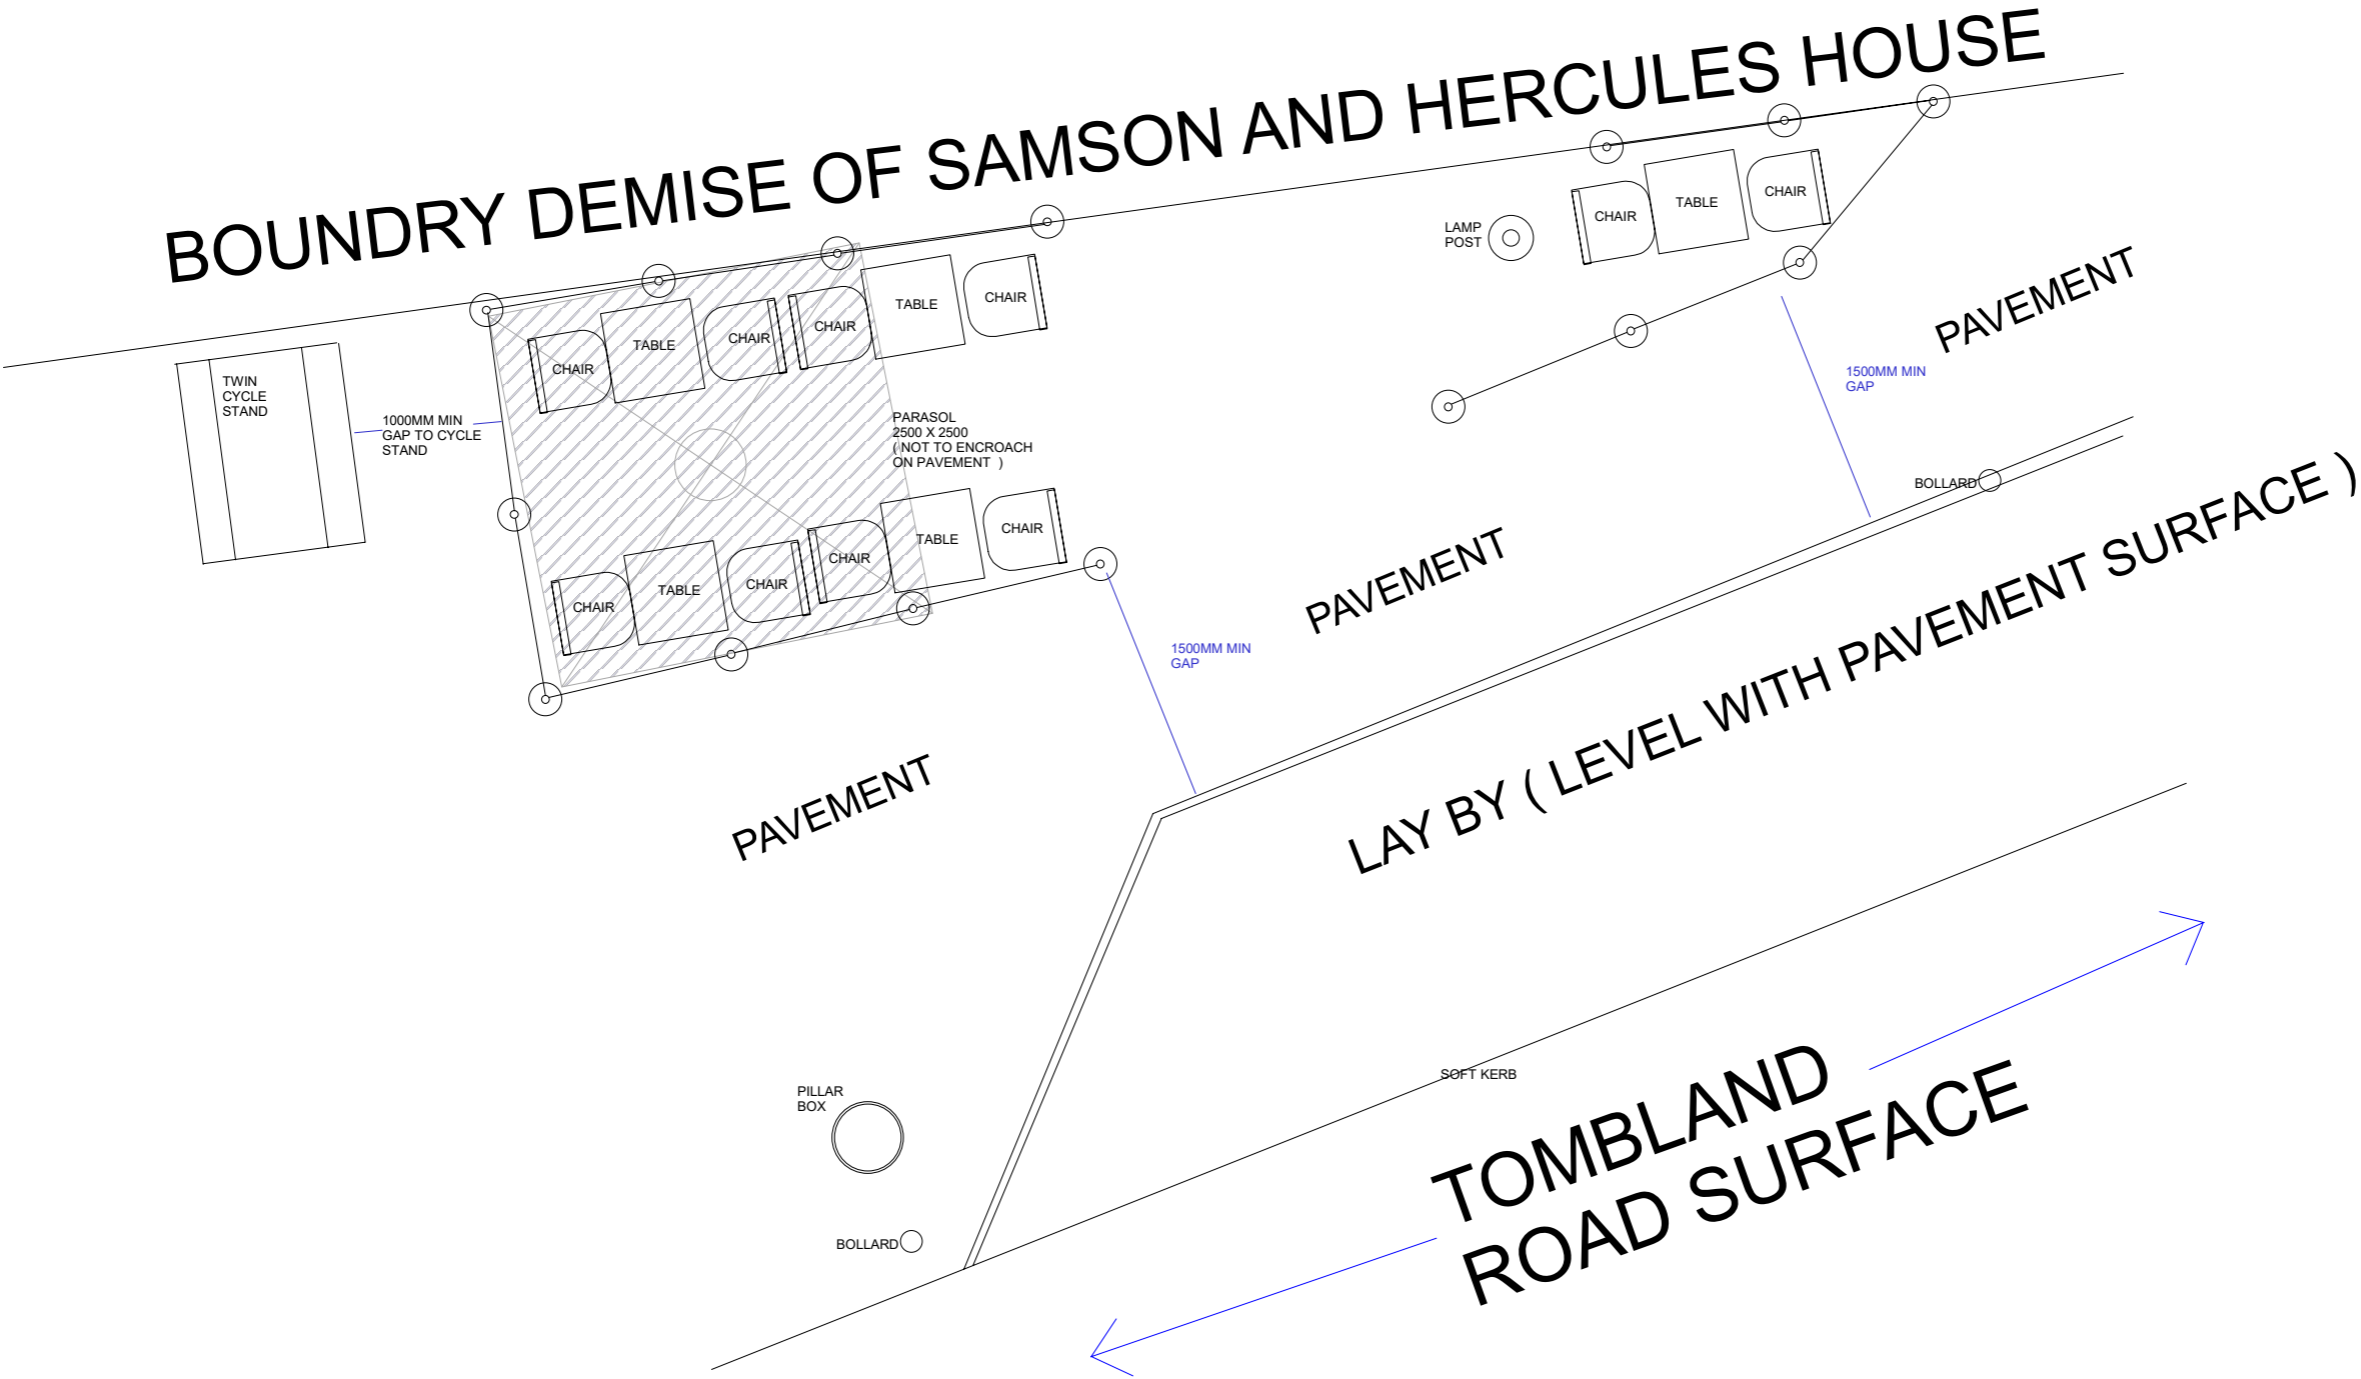 BOUNDRY DEMISE OF SAMSON AND HERCULES HOUSE
TWIN
CYCLE
STAND
1000MM MIN
GAP TO CYCLE
STAND
CHAIR
TABLE
CHAIR
CHAIR
TABLE
CHAIR
PARASOL
2500 X 2500
( NOT TO ENCROACH
ON PAVEMENT )
CHAIR
TABLE
CHAIR
CHAIR
TABLE
CHAIR
LAMP
POST
CHAIR
TABLE
CHAIR
PAVEMENT
1500MM MIN
GAP
BOLLARD
PAVEMENT
1500MM MIN
GAP
PAVEMENT
LAY BY ( LEVEL WITH PAVEMENT SURFACE )
SOFT KERB
PILLAR
BOX
BOLLARD
TOMBLAND
ROAD SURFACE